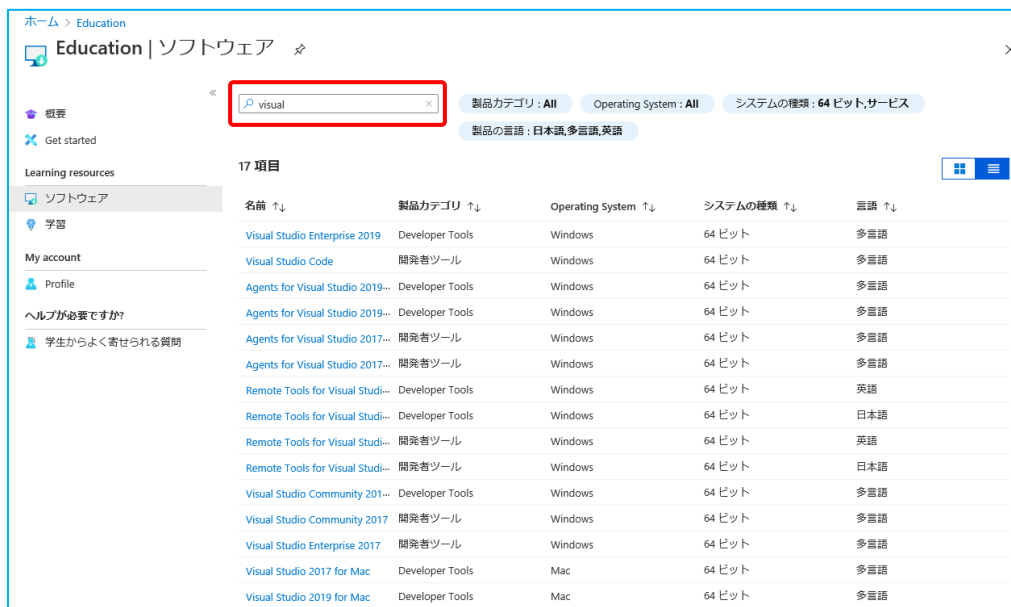 ホーム > Education
Education | ソフトウェア
«
visual
製品カテゴリ : All
Operating System : All
システムの種類 : 64 ビット,サービス
製品の言語 : 日本語,多言語,英語
概要
Get started
Learning resources
ソフトウェア
学習
My account
Profile
ヘルプが必要ですか?
学生からよく寄せられる質問
17 項目
名前 ↑↓ 製品カテゴリ ↑↓ Operating System ↑↓ システムの種類 ↑↓ 言語 ↑↓
Visual Studio Enterprise 2019 Developer Tools Windows 64 ビット 多言語
Visual Studio Code 開発者ツール Windows 64 ビット 多言語
Agents for Visual Studio 2019... Developer Tools Windows 64 ビット 多言語
Agents for Visual Studio 2019... Developer Tools Windows 64 ビット 多言語
Agents for Visual Studio 2017... 開発者ツール Windows 64 ビット 多言語
Agents for Visual Studio 2017... 開発者ツール Windows 64 ビット 多言語
Remote Tools for Visual Studi... Developer Tools Windows 64 ビット 英語
Remote Tools for Visual Studi... Developer Tools Windows 64 ビット 日本語
Remote Tools for Visual Studi... 開発者ツール Windows 64 ビット 英語
Remote Tools for Visual Studi... 開発者ツール Windows 64 ビット 日本語
Visual Studio Community 201... Developer Tools Windows 64 ビット 多言語
Visual Studio Community 2017 開発者ツール Windows 64 ビット 多言語
Visual Studio Enterprise 2017 開発者ツール Windows 64 ビット 多言語
Visual Studio 2017 for Mac Developer Tools Mac 64 ビット 多言語
Visual Studio 2019 for Mac Developer Tools Mac 64 ビット 多言語